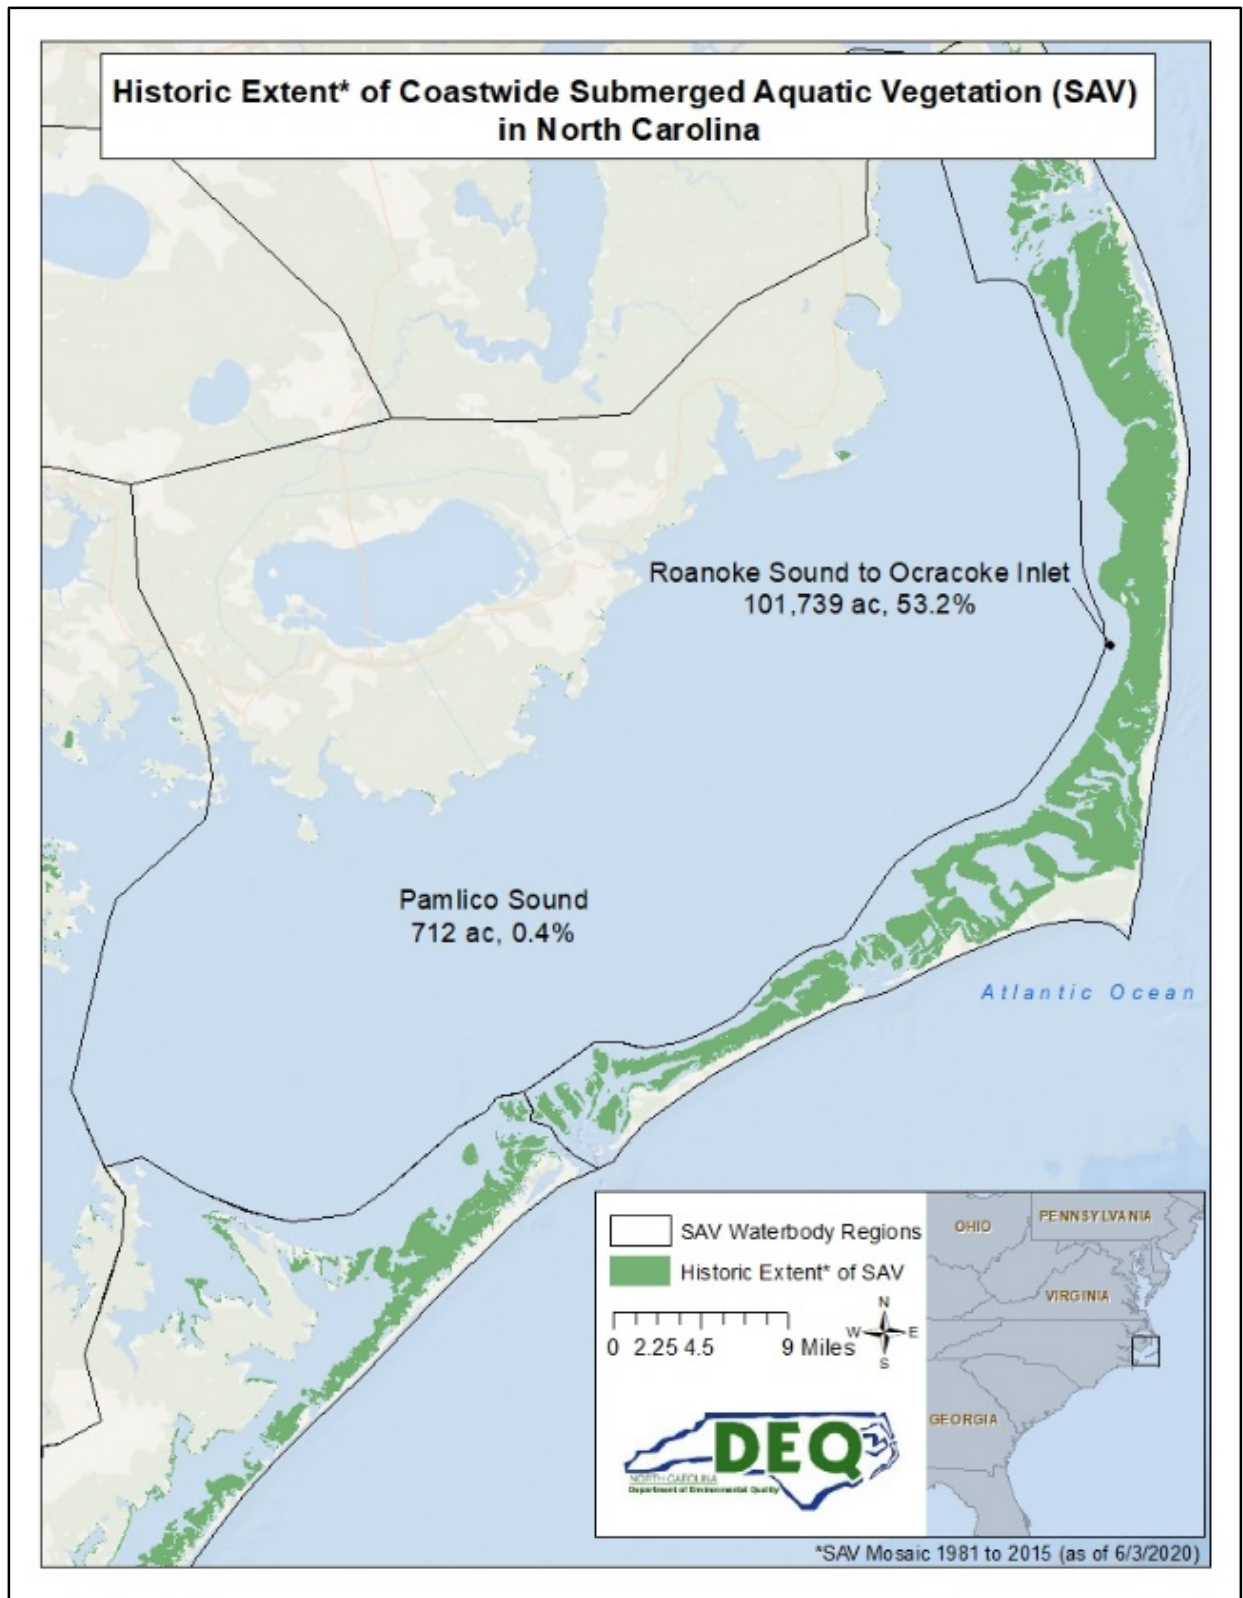 Historic Extent* of Coastwide Submerged Aquatic Vegetation (SAV)
in North Carolina
Roanoke Sound to Ocracoke Inlet
101,739 ac, 53.2%
Pamlico Sound
712 ac, 0.4%
Atlantic Ocean
SAV Waterbody Regions
Historic Extent* of SAV
0 2.25 4.5 9 Miles
N
W E
S
DEQ
NORTH CAROLINA
Department of Environmental Quality
OHIO
PENNSYLVANIA
VIRGINIA
GEORGIA
*SAV Mosaic 1981 to 2015 (as of 6/3/2020)